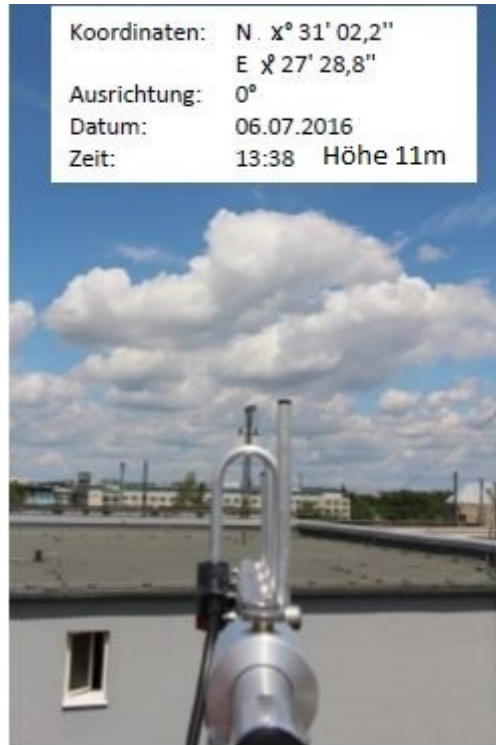 Koordinaten: N . x° 31' 02,2"
E x° 27' 28,8"
Ausrichtung: 0°
Datum: 06.07.2016
Zeit: 13:38 Höhe 11m